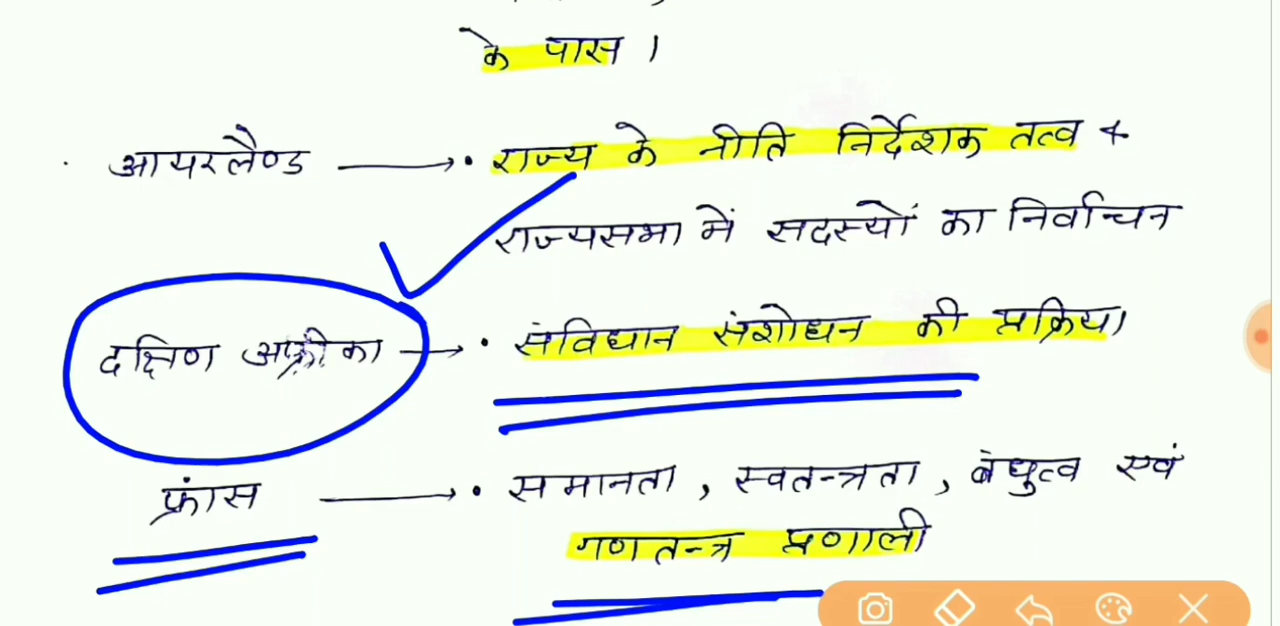 के पास ।
आयरलैण्ड → • राज्य के नीति निर्देशक तत्व &
राज्यसभा में सदस्यों का निर्वाचन
दक्षिण अफ्रीका → • संविधान संशोधन की प्रक्रिया
फ्रांस → • समानता, स्वतन्त्रता, बंधुत्व एवं
गणतन्त्र प्रणाली